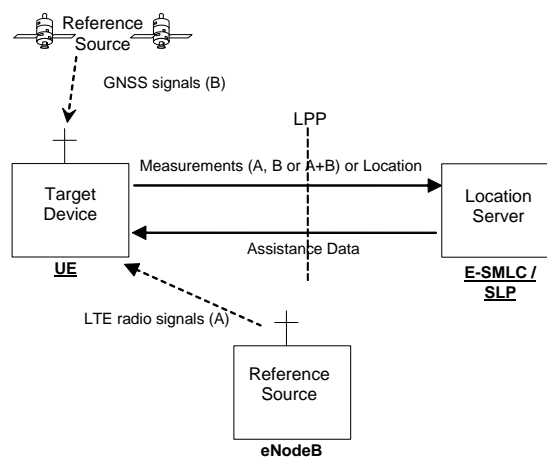 Reference
Source
GNSS signals (B)
LPP
Measurements (A, B or A+B) or Location
Target
Device
Location
Server
Assistance Data
UE
E-SMLC /
SLP
LTE radio signals (A)
Reference
Source
eNodeB